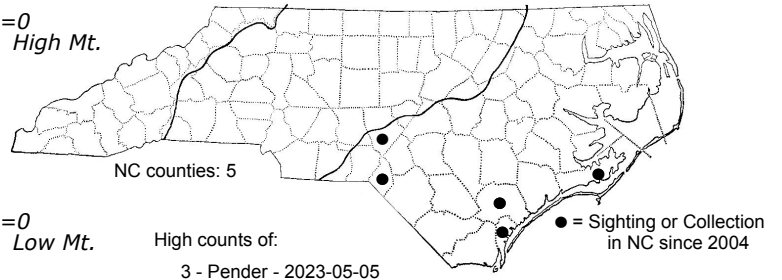 =0
High Mt.
NC counties: 5
=0
Low Mt.
High counts of:
3 - Pender - 2023-05-05
● = Sighting or Collection
in NC since 2004